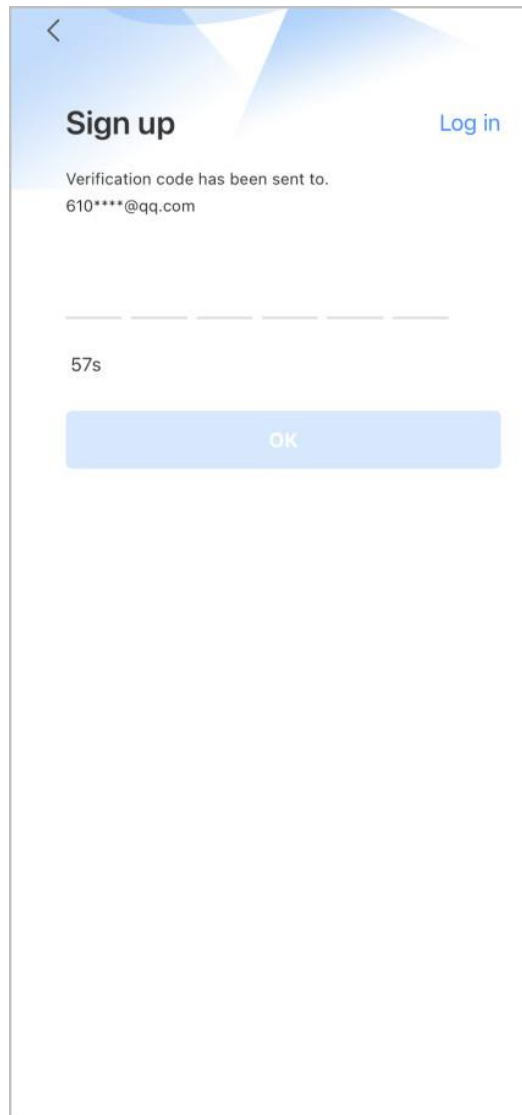 Sign up
Log in
Verification code has been sent to.
610****@qq.com
57s
OK